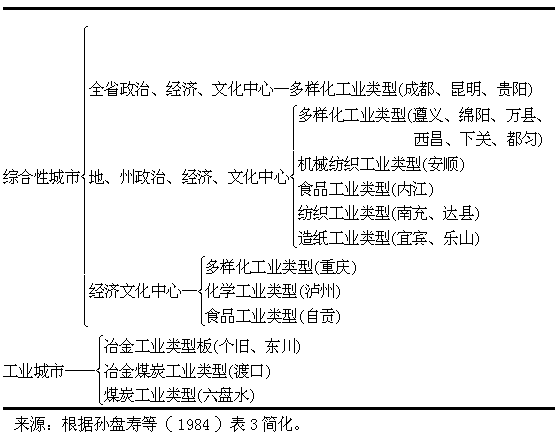 全省政治、经济、文化中心—多样化工业类型(成都、昆明、贵阳)
多样化工业类型(遵义、绵阳、万县、
西昌、下关、都匀)
综合性城市
地、州政治、经济、文化中心
机械纺织工业类型(安顺)
食品工业类型(内江)
纺织工业类型(南充、达县)
造纸工业类型(宜宾、乐山)
经济文化中心—
多样化工业类型(重庆)
化学工业类型(泸州)
食品工业类型(自贡)
工业城市——
冶金工业类型板(个旧、东川)
冶金煤炭工业类型(渡口)
煤炭工业类型(六盘水)
来源：根据孙盘寿等（1984）表3简化。